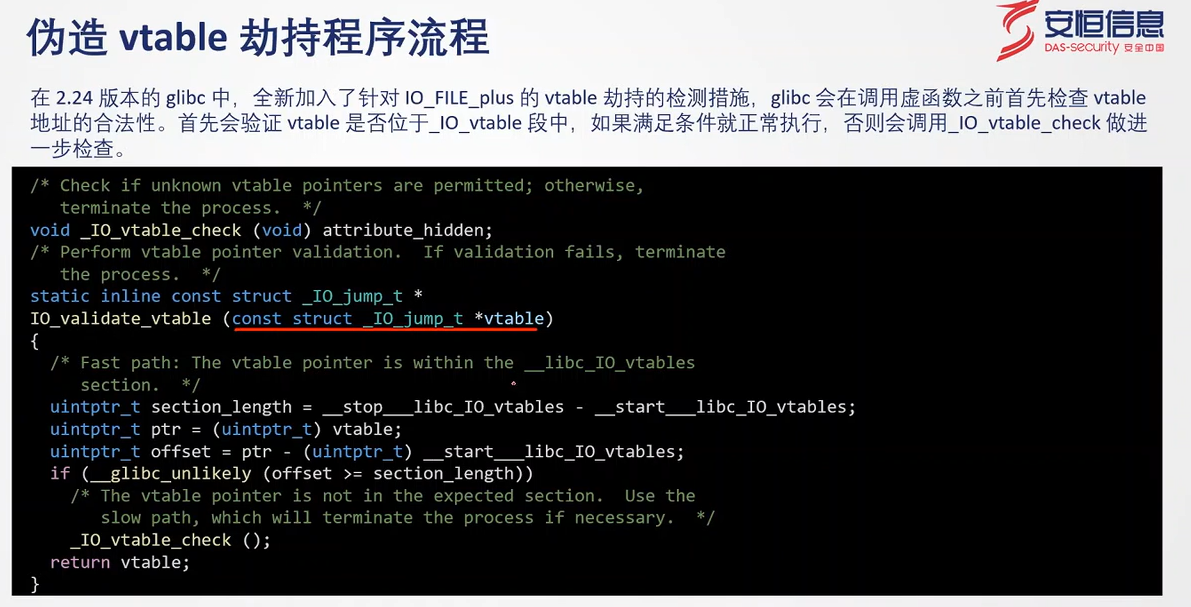 伪造 vtable 劫持程序流程
安恒信息
DAS-security 安全中国
在 2.24 版本的 glibc 中，全新加入了针对 IO_FILE_plus 的 vtable 劫持的检测措施，glibc 会在调用虚函数之前首先检查 vtable
地址的合法性。首先会验证 vtable 是否位于_IO_vtable 段中，如果满足条件就正常执行，否则会调用_IO_vtable_check 做进
一步检查。
/* Check if unknown vtable pointers are permitted; otherwise,
   terminate the process.  */
void _IO_vtable_check (void) attribute_hidden;
/* Perform vtable pointer validation.  If validation fails, terminate
   the process.  */
static inline const struct _IO_jump_t *
IO_validate_vtable (const struct _IO_jump_t *vtable)
{
  /* Fast path: The vtable pointer is within the __libc_IO_vtables
     section.  */
  uintptr_t section_length = __stop___libc_IO_vtables - __start___libc_IO_vtables;
  uintptr_t ptr = (uintptr_t) vtable;
  uintptr_t offset = ptr - (uintptr_t) __start___libc_IO_vtables;
  if (__glibc_unlikely (offset >= section_length))
    /* The vtable pointer is not in the expected section.  Use the
       slow path, which will terminate the process if necessary.  */
    _IO_vtable_check ();
  return vtable;
}